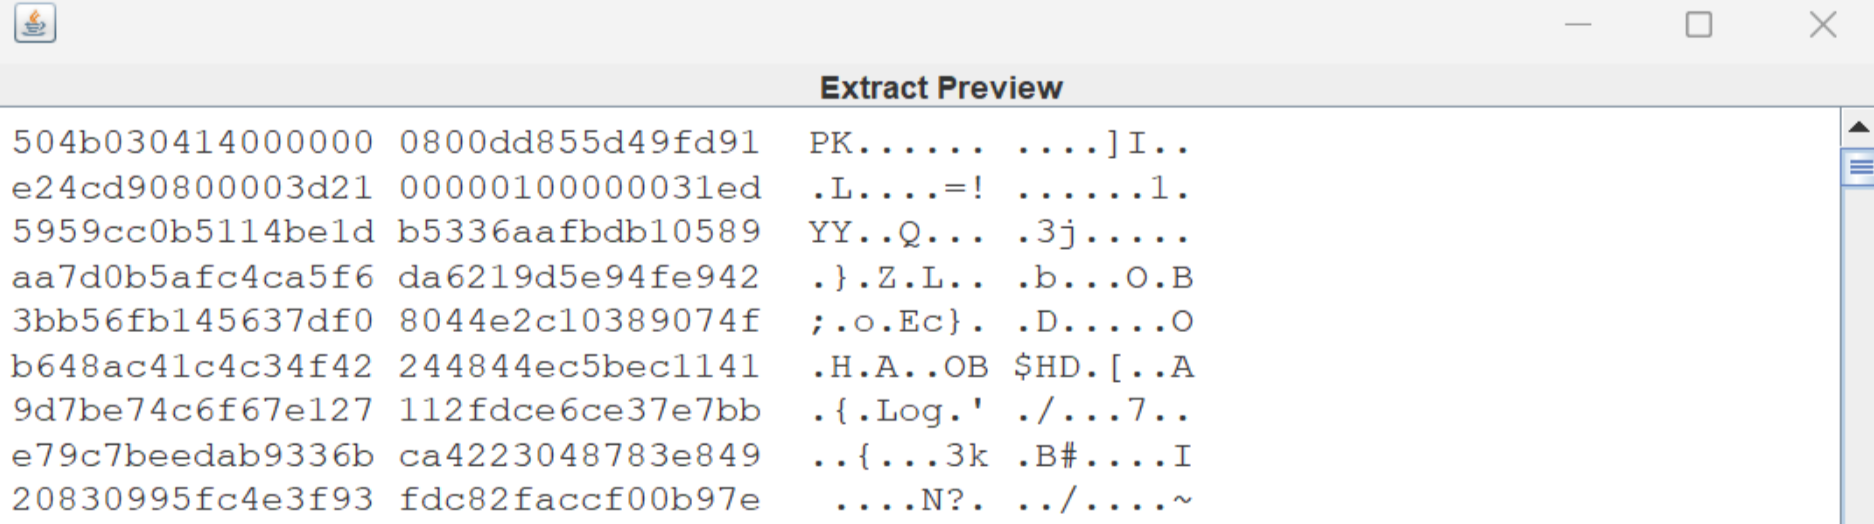 Extract Preview
504b030414000000 0800dd855d49fd91 PK...... ....]I..
e24cd90800003d21 00000100000031ed .L....=! ......1.
5959cc0b5114be1d b5336aafbdb10589 YY..Q... .3j.....
aa7d0b5afc4ca5f6 da6219d5e94fe942 .}.Z.L.. .b...O.B
3bb56fb145637df0 8044e2c10389074f ;.o.Ec}. .D.....O
b648ac41c4c34f42 244844ec5bec1141 .H.A..OB $HD.[..A
9d7be74c6f67e127 112fdce6ce37e7bb .{.Log.' ./...7..
e79c7beedab9336b ca4223048783e849 ..{...3k .B#....I
20830995fc4e3f93 fdc82faccf00b97e  ....N?. ../....~